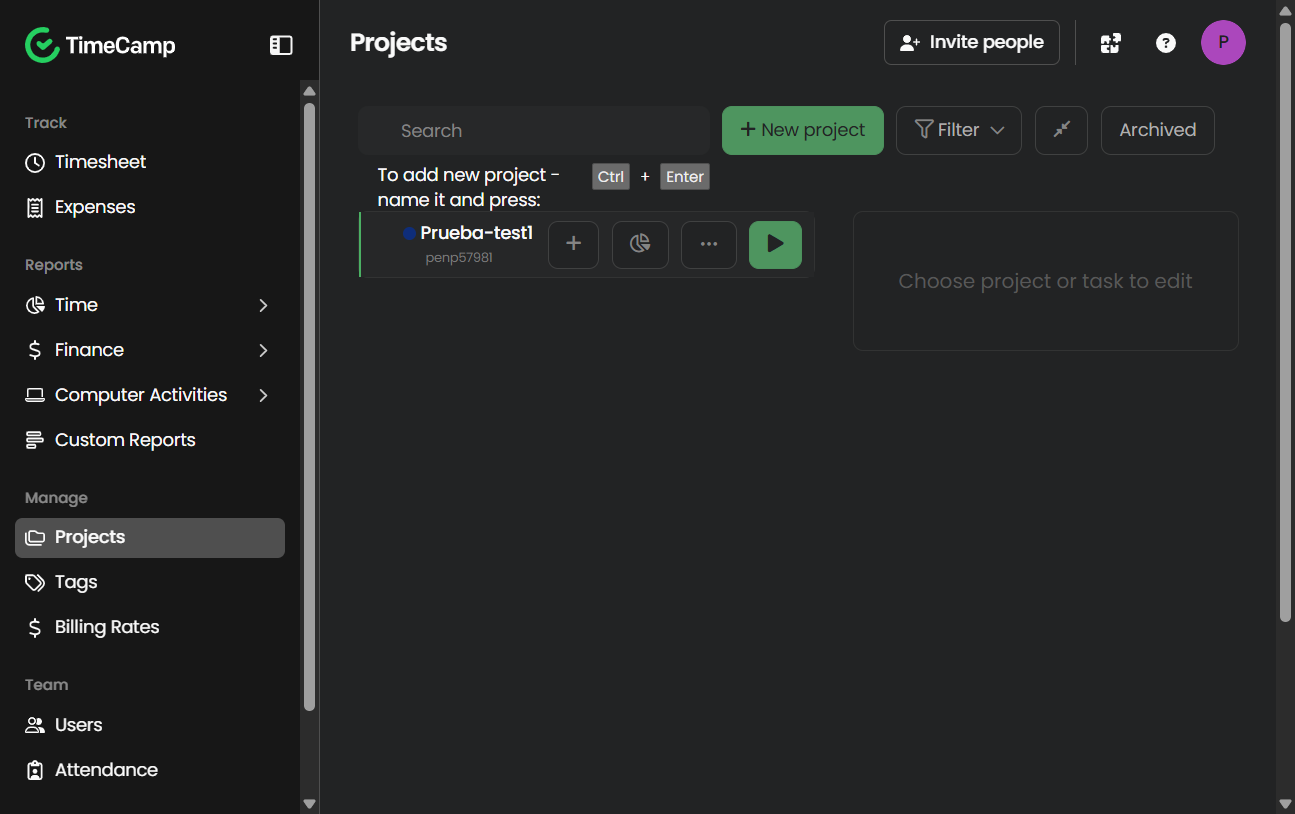 TimeCamp
Track
Timesheet
Expenses
Reports
Time
Finance
Computer Activities
Custom Reports
Manage
Projects
Tags
Billing Rates
Team
Users
Attendance
Projects
Invite people
P
Search
New project
Filter
Archived
To add new project -
name it and press:
Ctrl + Enter
Prueba-test1
penp57981
Choose project or task to edit